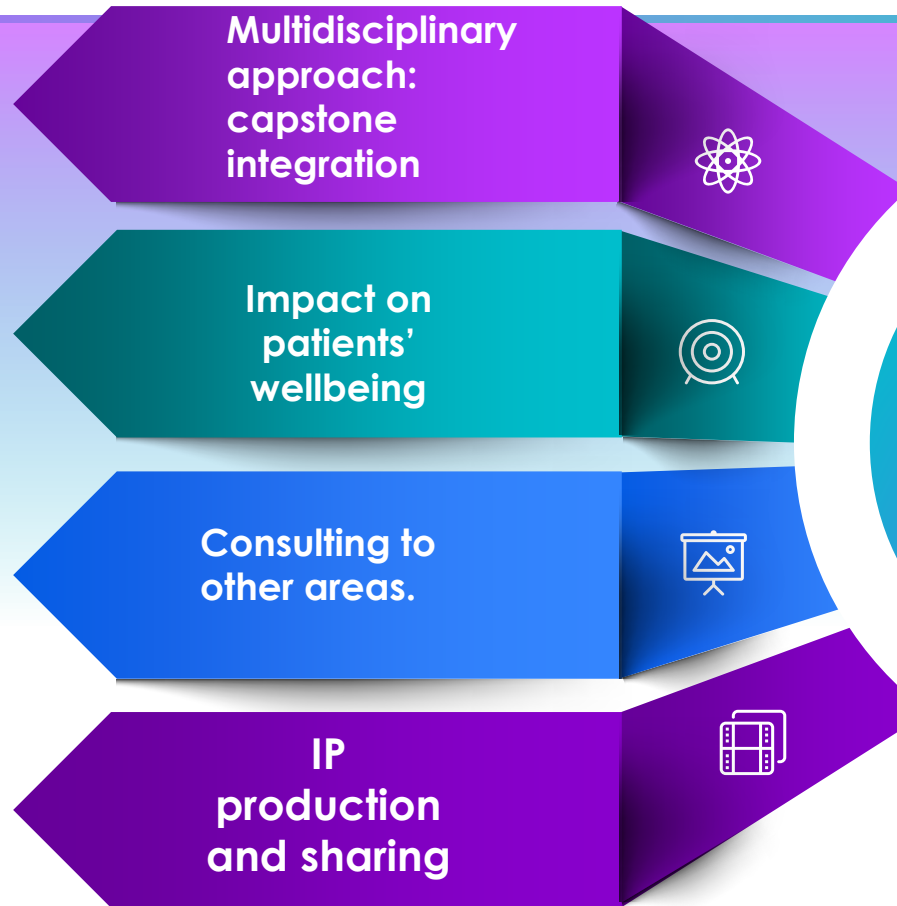 Multidisciplinary
approach:
capstone
integration
Impact on
patients’
wellbeing
Consulting to
other areas.
IP
production
and sharing